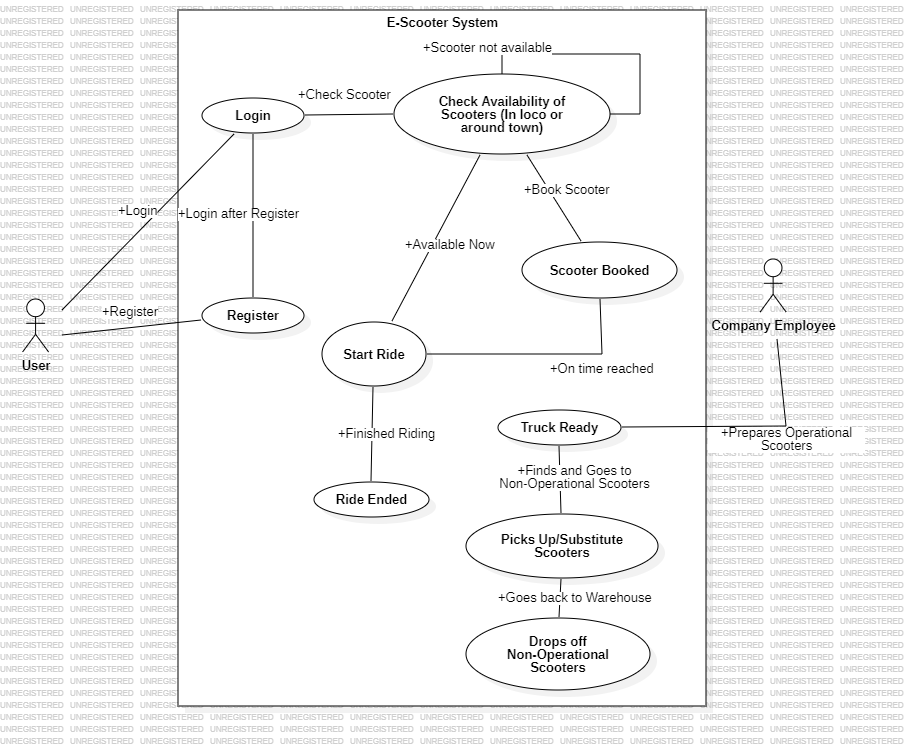 E-Scooter System
+Scooter not available
+Check Scooter
Check Availability of
Scooters (In loco or
around town)
Login
+Book Scooter
+Login
+Login after Register
+Available Now
Scooter Booked
+Register
Register
Company Employee
User
Start Ride
+On time reached
Truck Ready
+Finished Riding
+Prepares Operational
Scooters
+Finds and Goes to
Non-Operational Scooters
Ride Ended
Picks Up/Substitute
Scooters
+Goes back to Warehouse
Drops off
Non-Operational
Scooters
UNREGISTERED